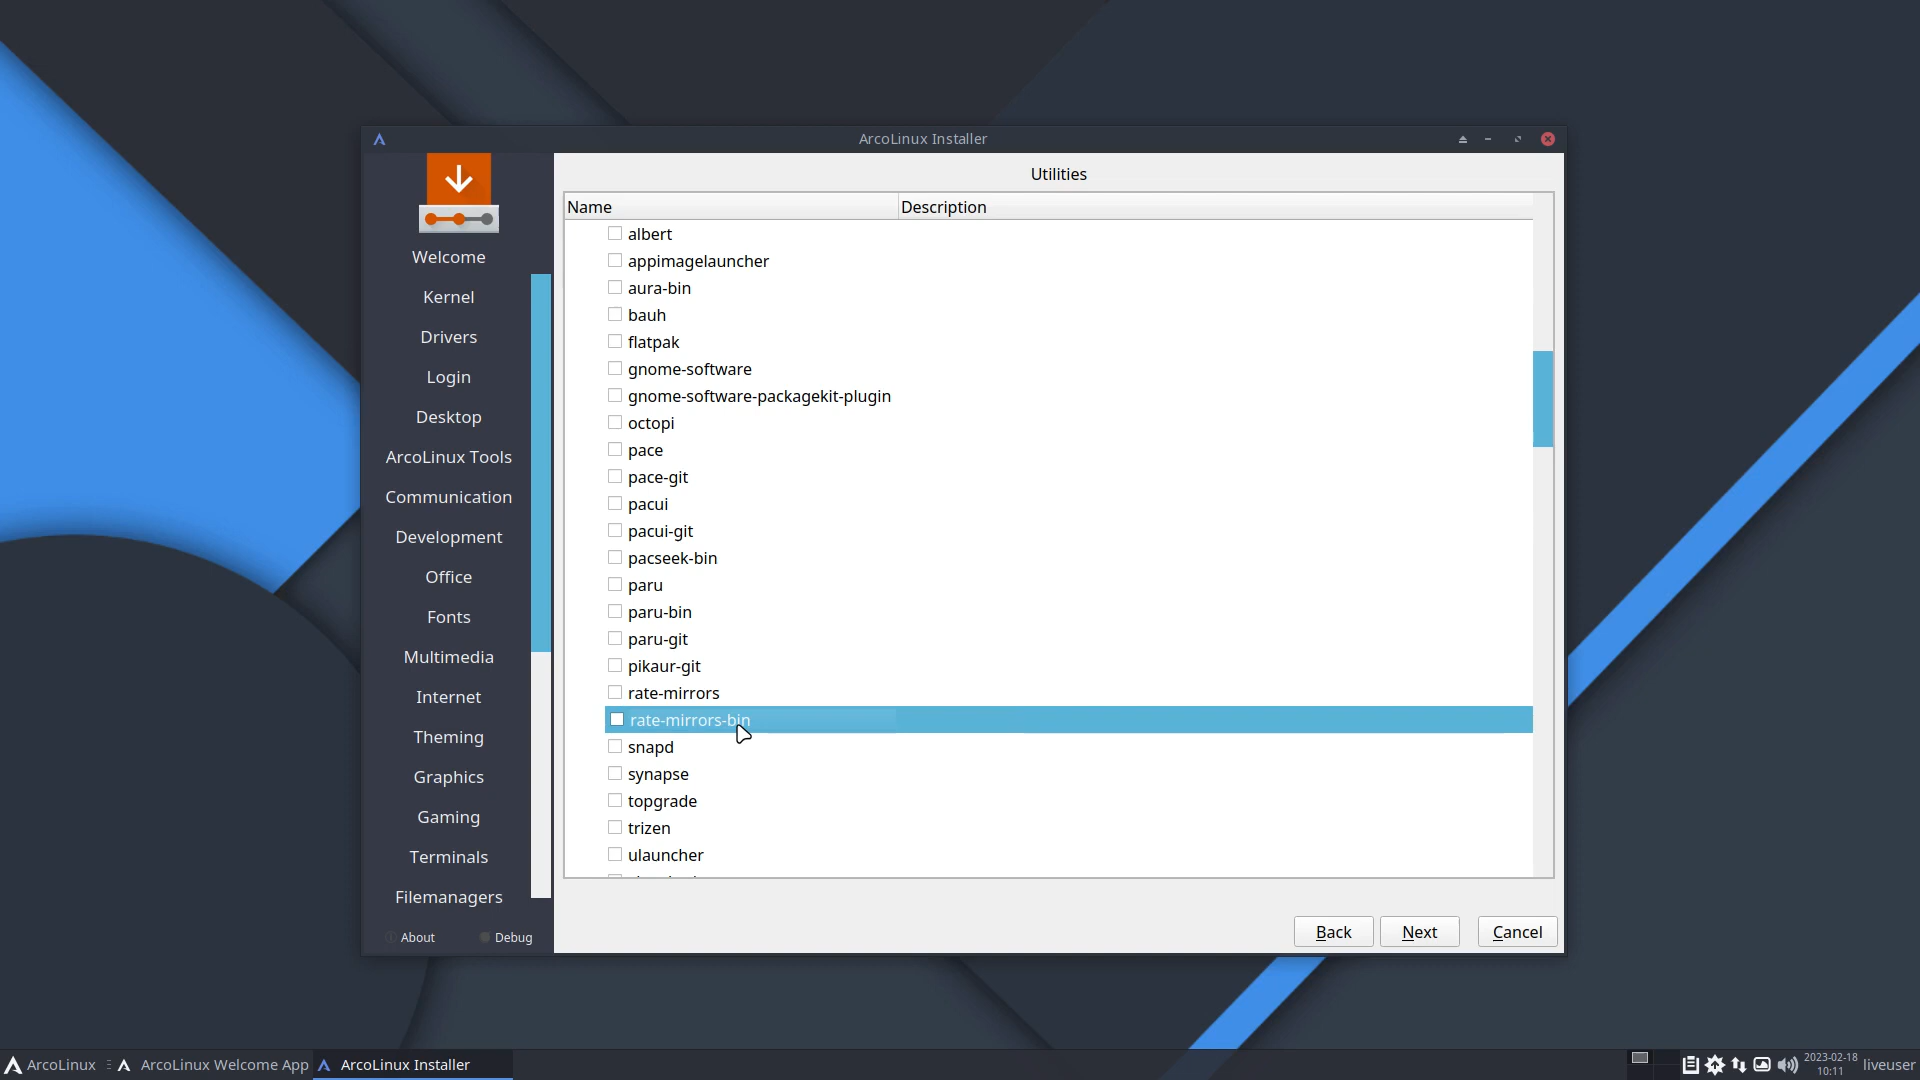 ArcoLinux Installer
Welcome
Kernel
Drivers
Login
Desktop
ArcoLinux Tools
Communication
Development
Office
Fonts
Multimedia
Internet
Theming
Graphics
Gaming
Terminals
Filemanagers
About
Debug
Utilities
Name
Description
albert
appimagelauncher
aura-bin
bauh
flatpak
gnome-software
gnome-software-packagekit-plugin
octopi
pace
pace-git
pacui
pacui-git
pacseek-bin
paru
paru-bin
paru-git
pikaur-git
rate-mirrors
rate-mirrors-bin
snapd
synapse
topgrade
trizen
ulauncher
Back
Next
Cancel
ArcoLinux
ArcoLinux Welcome App
ArcoLinux Installer
2023-02-18
10:11
liveuser